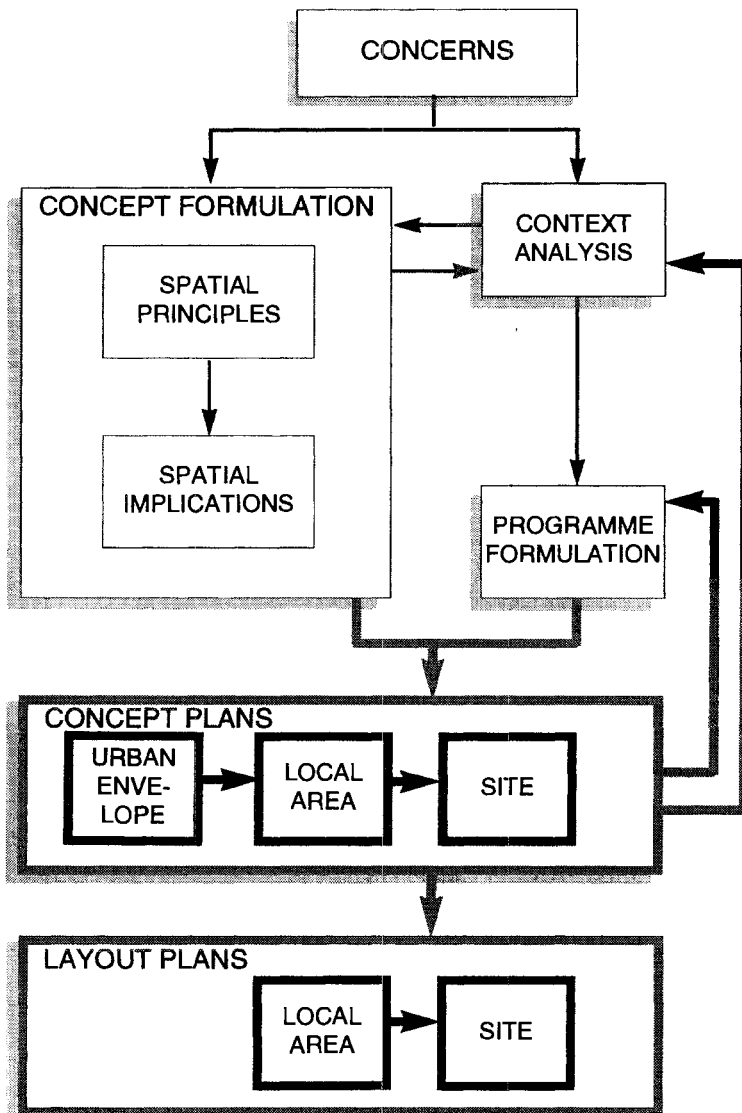 CONCERNS
CONCEPT FORMULATION
SPATIAL
PRINCIPLES
SPATIAL
IMPLICATIONS
CONTEXT
ANALYSIS
PROGRAMME
FORMULATION
CONCEPT PLANS
URBAN
ENVE-
LOPE
LOCAL
AREA
SITE
LAYOUT PLANS
LOCAL
AREA
SITE